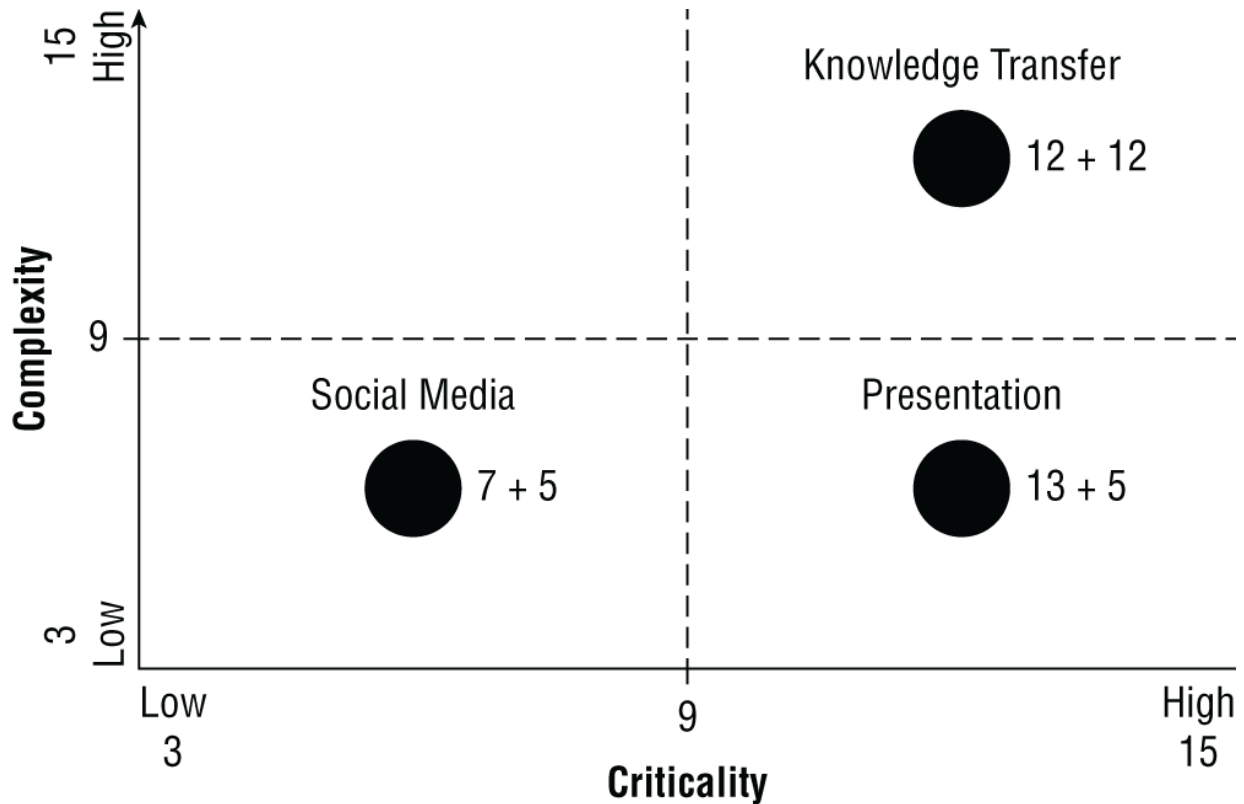 15
High
Knowledge Transfer
12 + 12
Complexity
9
Social Media
7 + 5
Presentation
13 + 5
3
Low
Low
3
9
High
15
Criticality